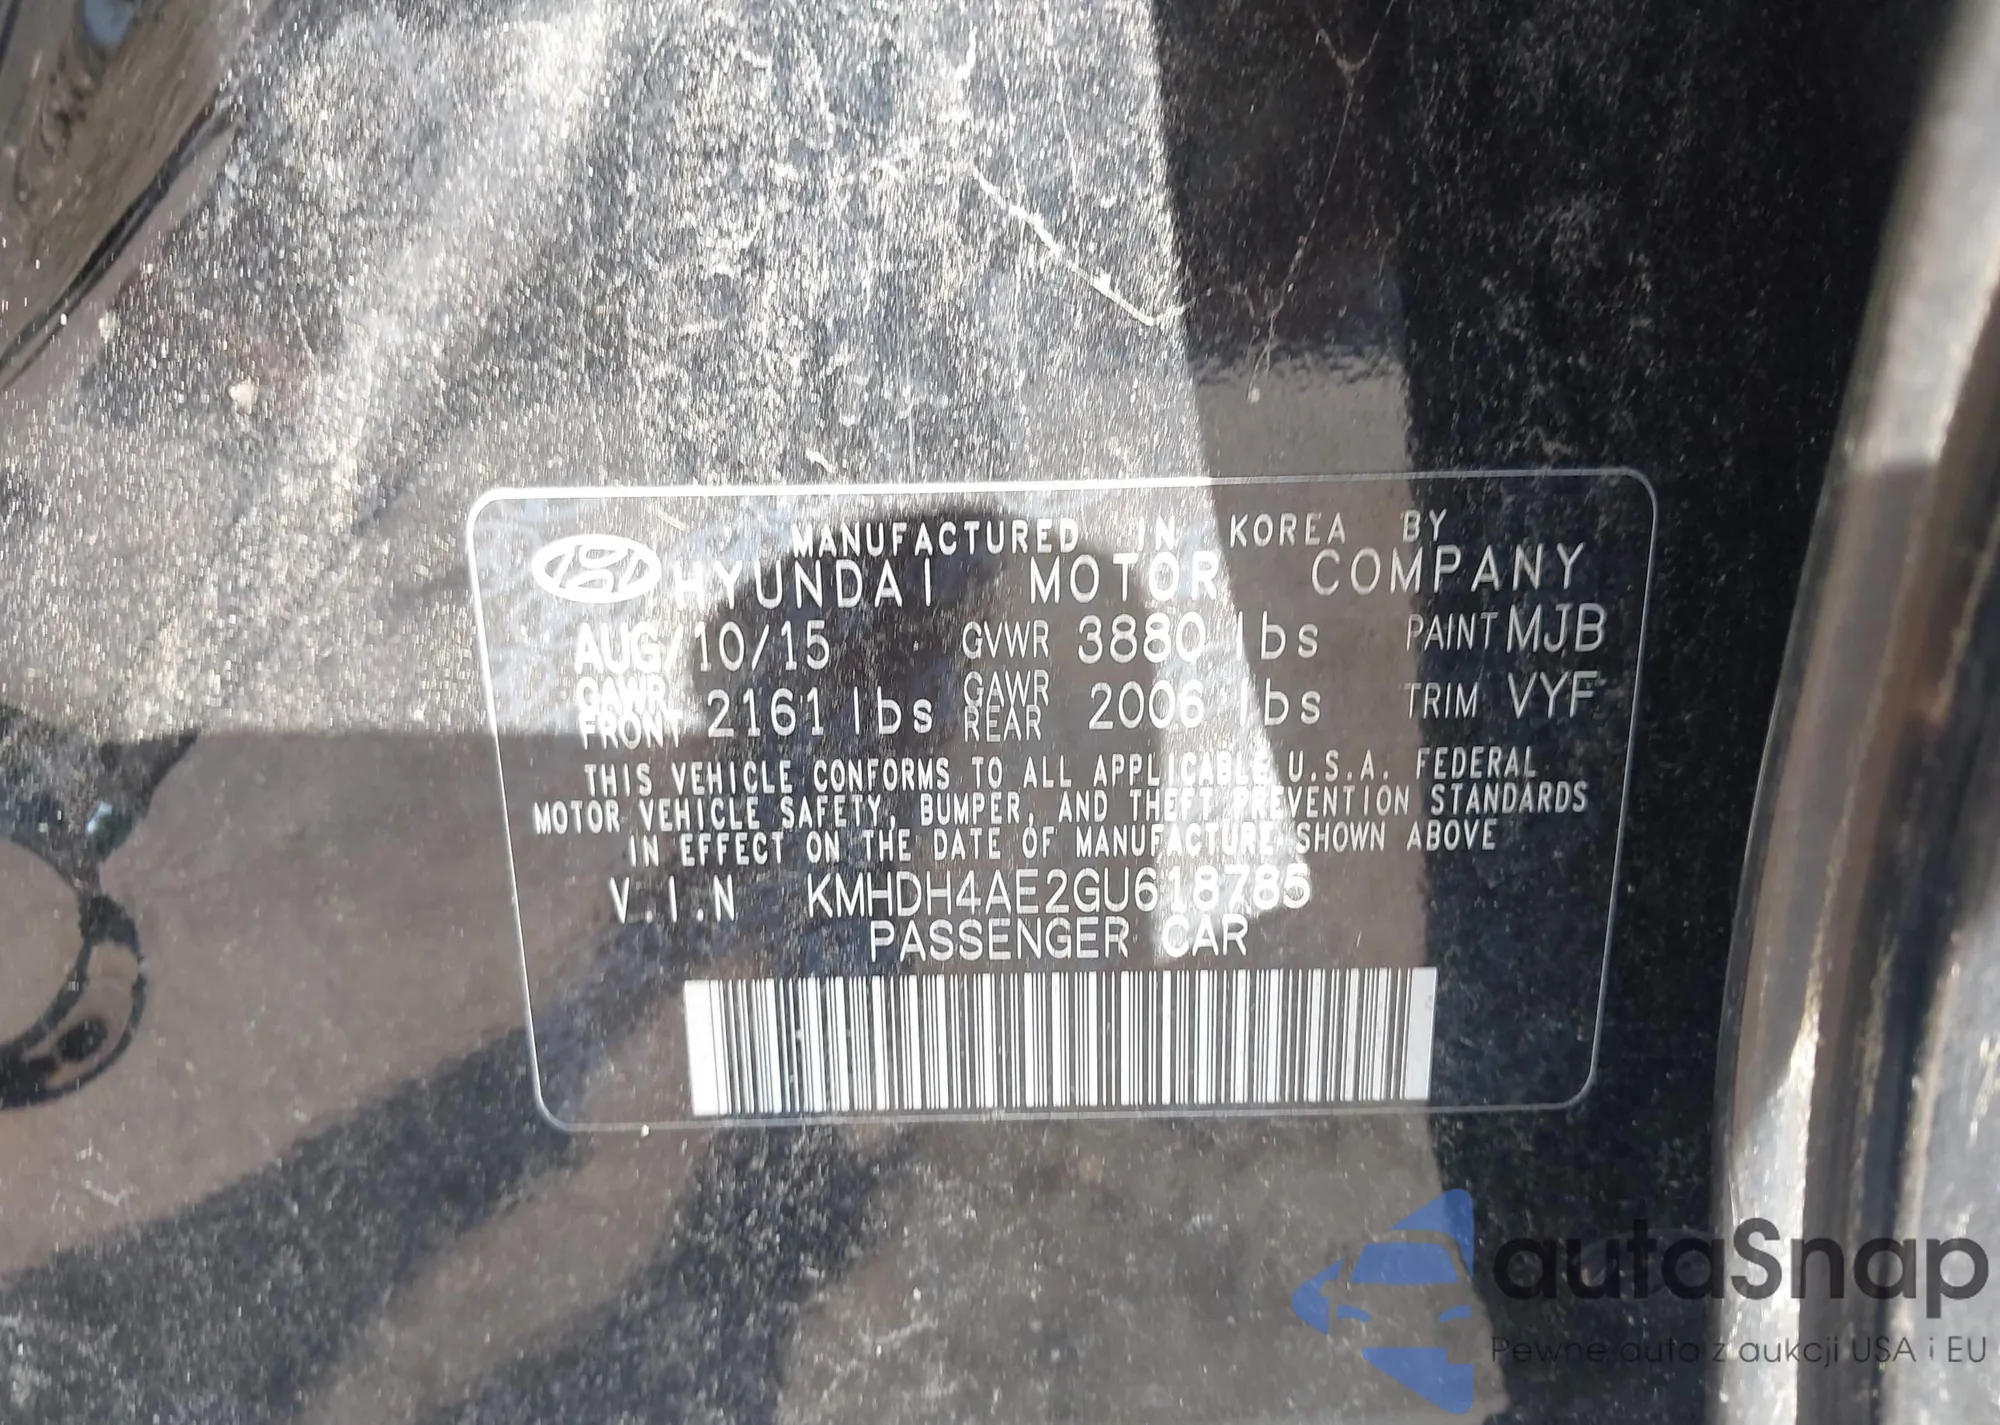 MANUFACTURED IN KOREA BY
HYUNDAI MOTOR COMPANY
AUG/10/15 GVWR 3880 lbs PAINT MJB
GAWR FRONT 2161 lbs GAWR REAR 2006 lbs TRIM VYF
THIS VEHICLE CONFORMS TO ALL APPLICABLE U.S.A. FEDERAL
MOTOR VEHICLE SAFETY, BUMPER, AND THEFT PREVENTION STANDARDS
IN EFFECT ON THE DATE OF MANUFACTURE SHOWN ABOVE
V.I.N KMHDH4AE2GU618785
PASSENGER CAR
autaSnap
Pewne auta z aukcji USA i EU